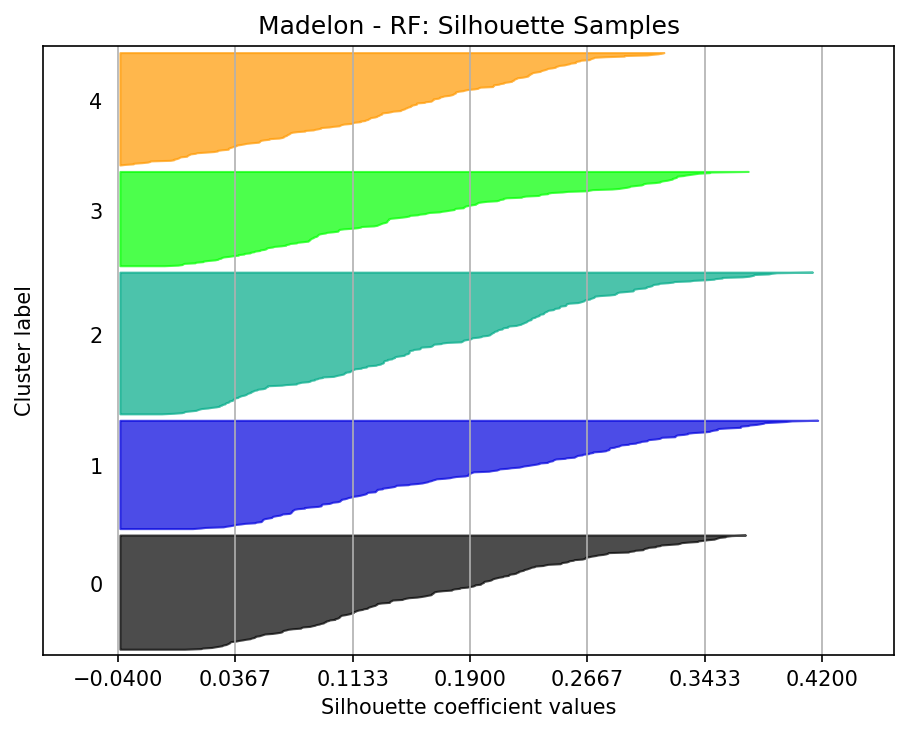 Madelon - RF: Silhouette Samples
4
3
2
1
0
Cluster label
−0.0400 0.0367 0.1133 0.1900 0.2667 0.3433 0.4200
Silhouette coefficient values